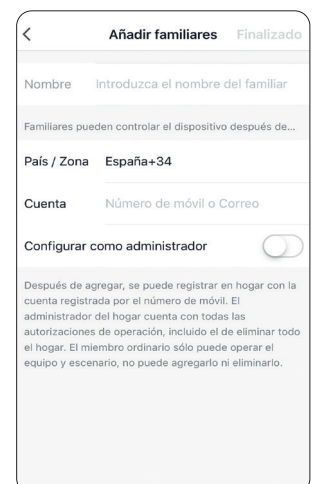 Añadir familiares Finalizado
Nombre Introduzca el nombre del familiar
Familiares pueden controlar el dispositivo después de...
País / Zona España+34
Cuenta Número de móvil o Correo
Configurar como administrador
Después de agregar, se puede registrar en hogar con la
cuenta registrada por el número de móvil. El
administrador del hogar cuenta con todas las
autorizaciones de operación, incluido el de eliminar todo
el hogar. El miembro ordinario sólo puede operar el
equipo y escenario, no puede agregarlo ni eliminarlo.